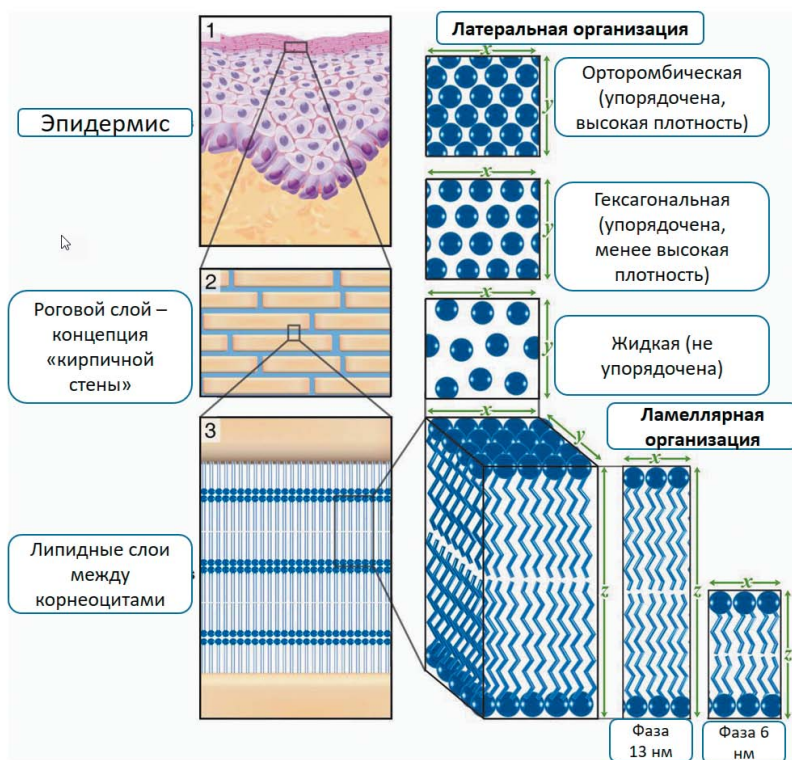 1
Эпидермис
2
Роговой слой –
концепция
«кирпичной
стены»
3
Липидные слои
между
корнеоцитами
Латеральная организация
x
y
Орторомбическая
(упорядочена,
высокая плотность)
x
y
Гексагональная
(упорядочена,
менее высокая
плотность)
x
y
Жидкая (не
упорядочена)
x
y
z
Ламеллярная
организация
x
z
Фаза
13 нм
x
z
Фаза 6
нм